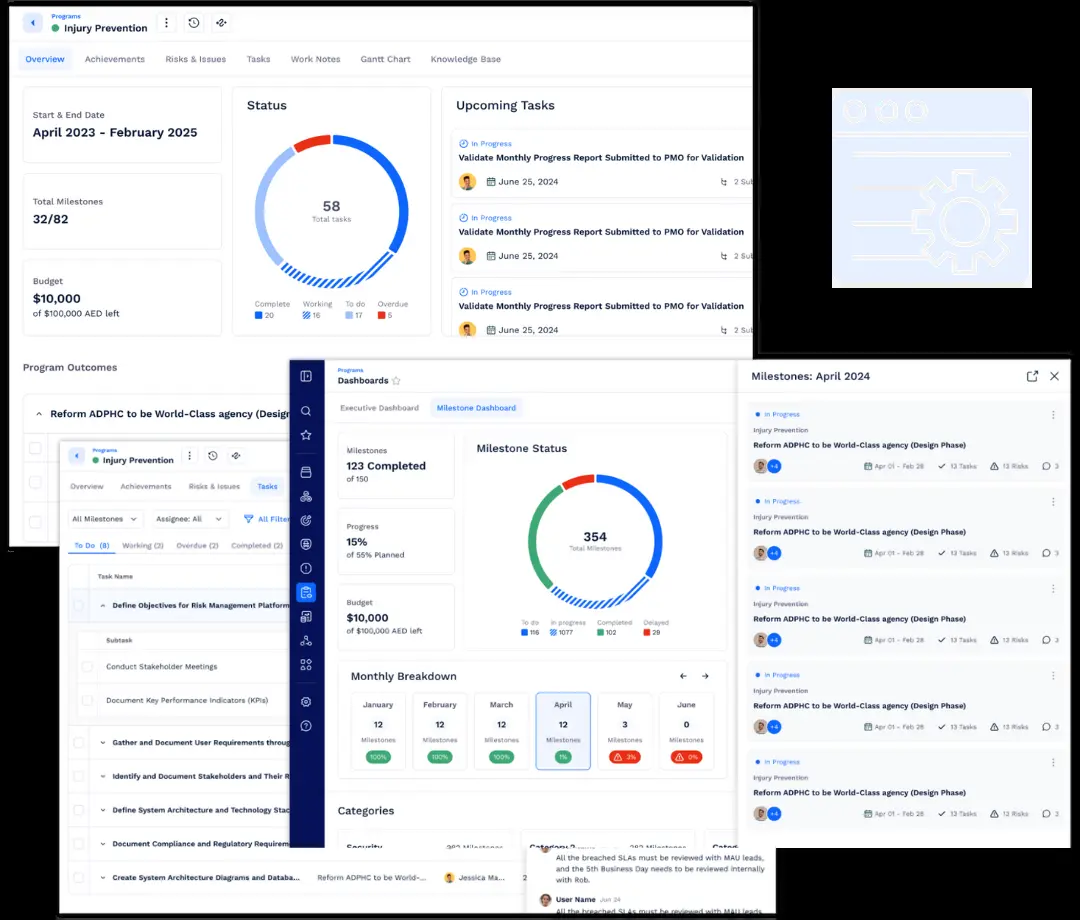 Programs
Injury Prevention
Overview
Achievements
Risks & Issues
Tasks
Work Notes
Gantt Chart
Knowledge Base
Start & End Date
April 2023 - February 2025
Total Milestones
32/82
Budget
$10,000
of $100,000 AED left
Status
58
Total tasks
Complete
20
Working
16
To do
17
Overdue
5
Upcoming Tasks
In Progress
Validate Monthly Progress Report Submitted to PMO for Validation
June 25, 2024
2 Sub
In Progress
Validate Monthly Progress Report Submitted to PMO for Validation
June 25, 2024
2 Sub
In Progress
Validate Monthly Progress Report Submitted to PMO for Validation
June 25, 2024
2 Sub
Program Outcomes
Reform ADPHC to be World-Class agency (Design
Programs
Injury Prevention
Overview
Achievements
Risks & Issues
Tasks
All Milestones
Assignee: All
All Filter
To Do (8)
Working (2)
Overdue (2)
Completed (2)
Task Name
Define Objectives for Risk Management Platform
Subtask
Conduct Stakeholder Meetings
Document Key Performance Indicators (KPIs)
Gather and Document User Requirements throug
Identify and Document Stakeholders and Their R
Define System Architecture and Technology Stac
Document Compliance and Regulatory Requirem
Create System Architecture Diagrams and Databa...
Reform ADPHC to be World-...
Jessica Ma...
2
Programs
Dashboards
Executive Dashboard
Milestone Dashboard
Milestones
123 Completed
of 150
Progress
15%
of 55% Planned
Budget
$10,000
of $100,000 AED left
Milestone Status
354
Total Milestones
To do
116
In progress
1077
Completed
102
Delayed
29
Monthly Breakdown
January
12
Milestones
100%
February
12
Milestones
100%
March
12
Milestones
100%
April
12
Milestones
1%
May
3
Milestones
3%
June
0
Milestones
0%
Categories
Security
362 Milestones
Category 2
362 Milestones
Categ
Milestones: April 2024
In Progress
Injury Prevention
Reform ADPHC to be World-Class agency (Design Phase)
+4
Apr 01 - Feb 28
13 Tasks
13 Risks
3
In Progress
Injury Prevention
Reform ADPHC to be World-Class agency (Design Phase)
+4
Apr 01 - Feb 28
13 Tasks
13 Risks
3
In Progress
Injury Prevention
Reform ADPHC to be World-Class agency (Design Phase)
+4
Apr 01 - Feb 28
13 Tasks
13 Risks
3
In Progress
Injury Prevention
Reform ADPHC to be World-Class agency (Design Phase)
+4
Apr 01 - Feb 28
13 Tasks
13 Risks
3
In Progress
Injury Prevention
Reform ADPHC to be World-Class agency (Design Phase)
+4
Apr 01 - Feb 28
13 Tasks
13 Risks
2
All the breached SLAs must be reviewed with MAU leads,
and the 5th Business Day needs to be reviewed internally
with Rob.
User Name
Jun 24
All the breached SLAs must be reviewed with MAU leads,